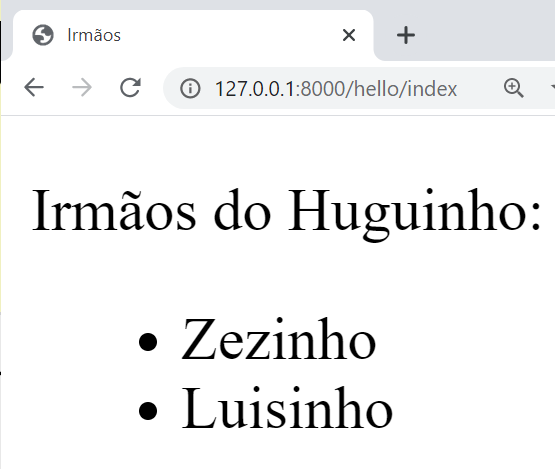 Irmãos
127.0.0.1:8000/hello/index
Irmãos do Huguinho:
Zezinho
Luisinho